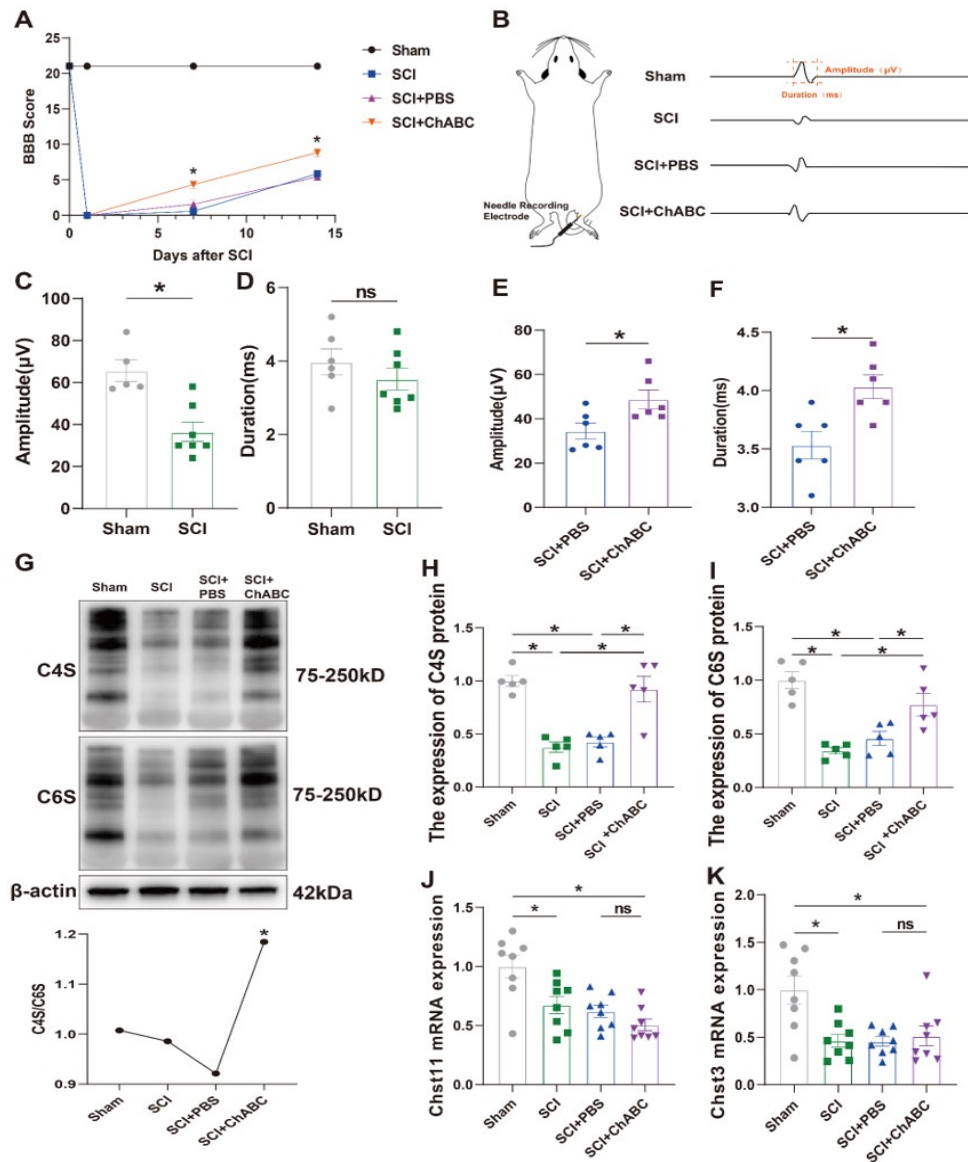 A
BBB Score
25
20
15
10
5
0
0
5
10
15
Days after SCI
*
*
Sham
SCI
SCI+PBS
SCI+ChABC
B
Needle Recording
Electrode
Sham
Amplitude (μV)
Duration (ms)
SCI
SCI+PBS
SCI+ChABC
C
Amplitude(μV)
100
80
60
40
20
0
*
Sham
SCI
D
Duration(ms)
6
4
2
0
ns
Sham
SCI
E
Amplitude(μV)
80
60
40
20
0
*
SCI+PBS
SCI+ChABC
F
Duration(ms)
4.5
4.0
3.5
3.0
*
SCI+PBS
SCI+ChABC
G
Sham
SCI
SCI+
PBS
SCI+
ChABC
C4S
75-250kD
C6S
75-250kD
β-actin
42kDa
C4S/C6S
1.2
1.1
1.0
0.9
*
Sham
SCI
SCI+PBS
SCI+ChABC
H
The expression of C4S protein
1.5
1.0
0.5
0.0
* *
* *
Sham
SCI
SCI+PBS
SCI +ChABC
I
The expression of C6S protein
1.5
1.0
0.5
0.0
* *
* *
Sham
SCI
SCI+PBS
SCI +ChABC
J
Chst11 mRNA expression
1.5
1.0
0.5
0.0
*
*
ns
Sham
SCI
SCI+PBS
SCI+ChABC
K
Chst3 mRNA expression
2.0
1.5
1.0
0.5
0.0
*
*
ns
Sham
SCI
SCI+PBS
SCI+ChABC